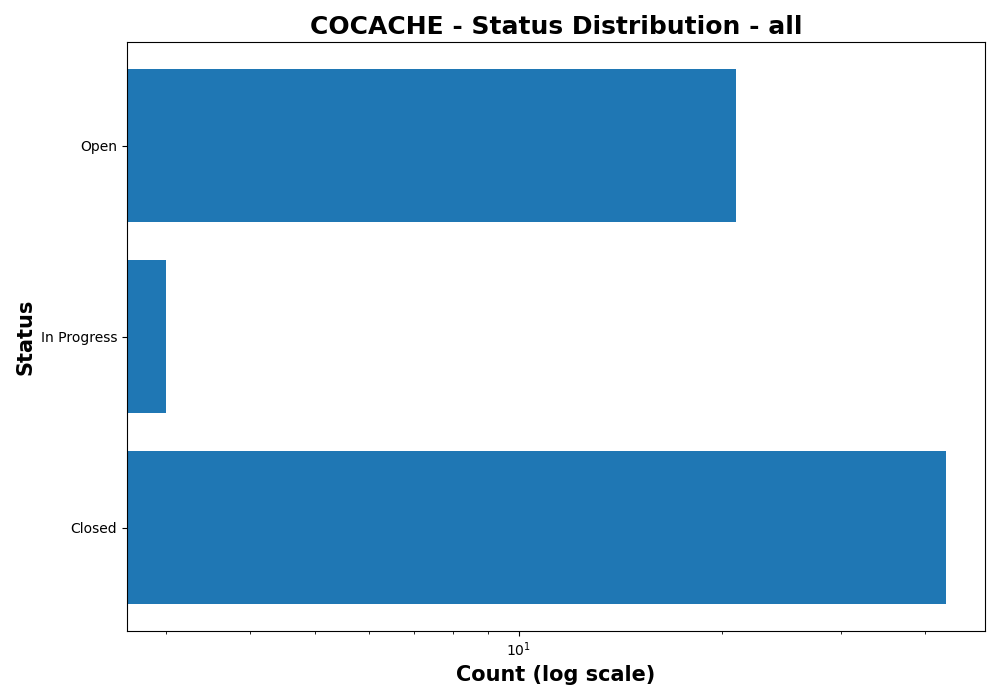 COCACHE - Status Distribution - all
Open
In Progress
Closed
Status
10¹
Count (log scale)